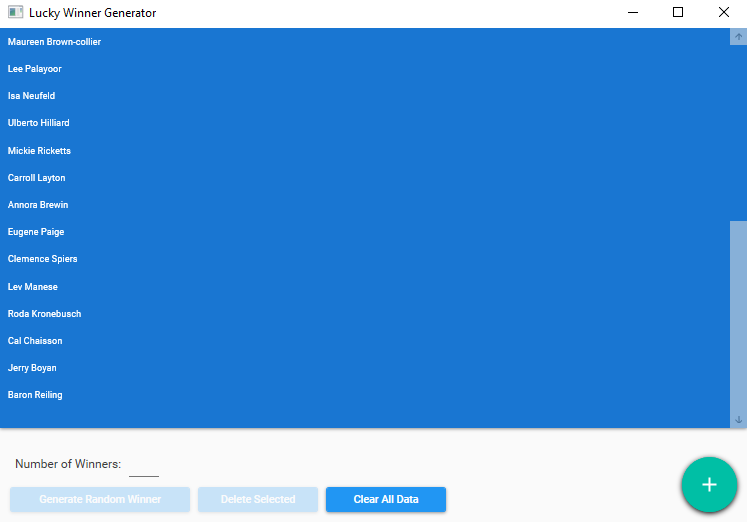 Lucky Winner Generator
Maureen Brown-collier
Lee Palayoor
Isa Neufeld
Ulberto Hilliard
Mickie Ricketts
Carroll Layton
Annora Brewin
Eugene Paige
Clemence Spiers
Lev Manese
Roda Kronebusch
Cal Chaisson
Jerry Boyan
Baron Reiling
Number of Winners:
Generate Random Winner Delete Selected Clear All Data